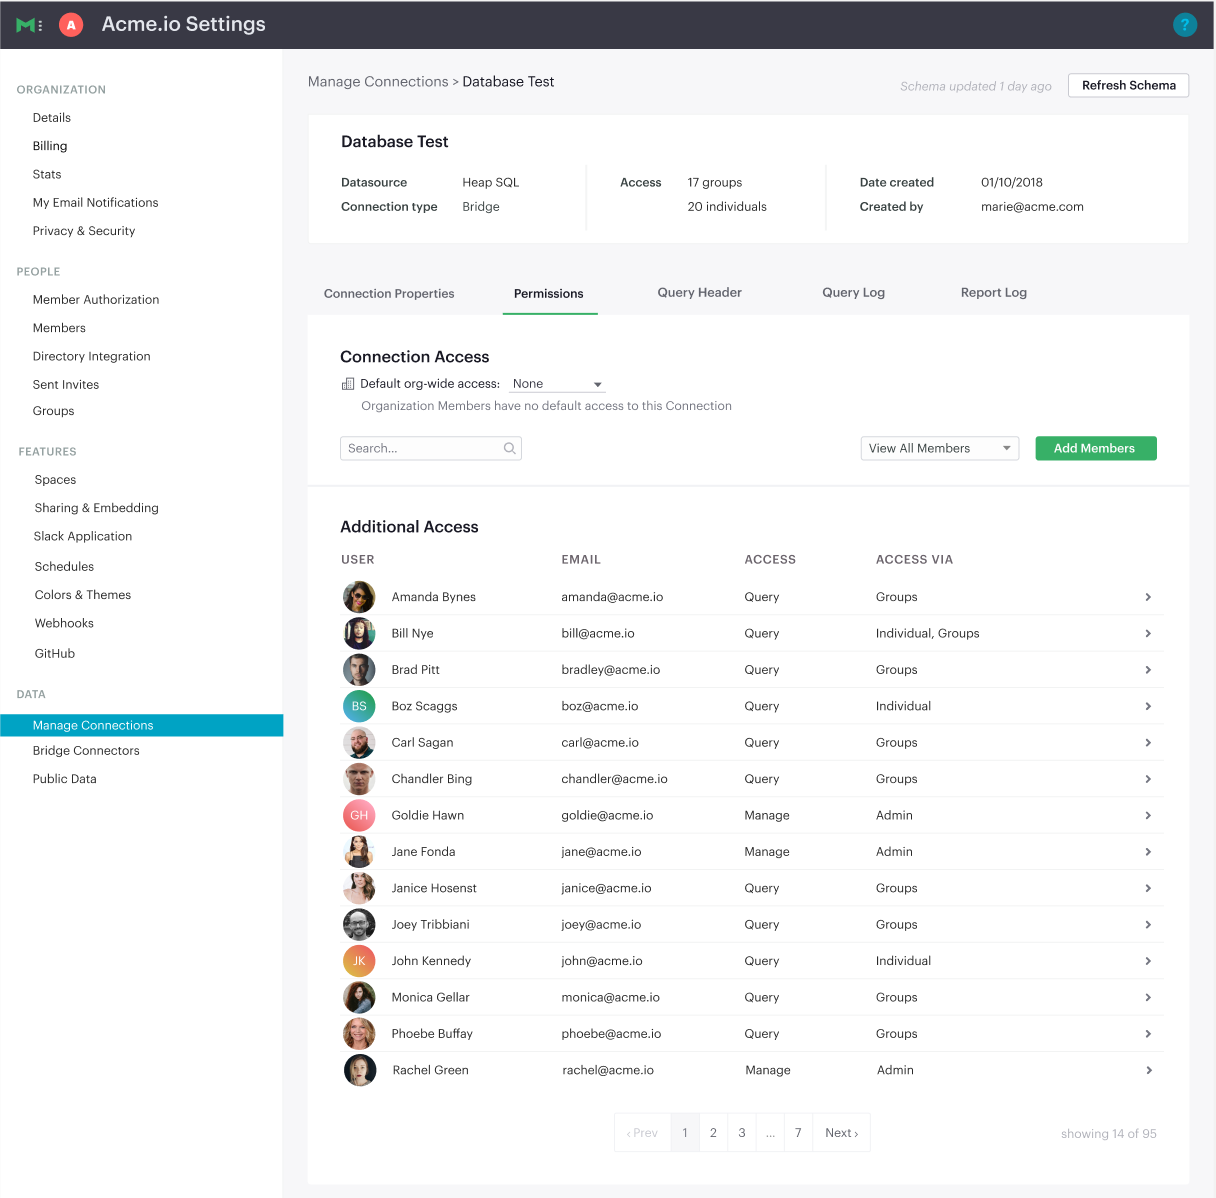 A Acme.io Settings ?
ORGANIZATION
Details
Billing
Stats
My Email Notifications
Privacy & Security
PEOPLE
Member Authorization
Members
Directory Integration
Sent Invites
Groups
FEATURES
Spaces
Sharing & Embedding
Slack Application
Schedules
Colors & Themes
Webhooks
GitHub
DATA
Manage Connections
Bridge Connectors
Public Data
Manage Connections > Database Test
Schema updated 1 day ago Refresh Schema
Database Test
Datasource Heap SQL Access 17 groups Date created 01/10/2018
Connection type Bridge 20 individuals Created by marie@acme.com
Connection Properties Permissions Query Header Query Log Report Log
Connection Access
Default org-wide access: None
Organization Members have no default access to this Connection
Search... View All Members Add Members
Additional Access
USER EMAIL ACCESS ACCESS VIA
Amanda Bynes amanda@acme.io Query Groups
Bill Nye bill@acme.io Query Individual, Groups
Brad Pitt bradley@acme.io Query Groups
BS Boz Scaggs boz@acme.io Query Individual
Carl Sagan carl@acme.io Query Groups
Chandler Bing chandler@acme.io Query Groups
GH Goldie Hawn goldie@acme.io Manage Admin
Jane Fonda jane@acme.io Manage Admin
Janice Hosenst janice@acme.io Query Groups
Joey Tribbiani joey@acme.io Query Groups
JK John Kennedy john@acme.io Query Individual
Monica Gellar monica@acme.io Query Groups
Phoebe Buffay phoebe@acme.io Query Groups
Rachel Green rachel@acme.io Manage Admin
‹ Prev 1 2 3 ... 7 Next ›
showing 14 of 95